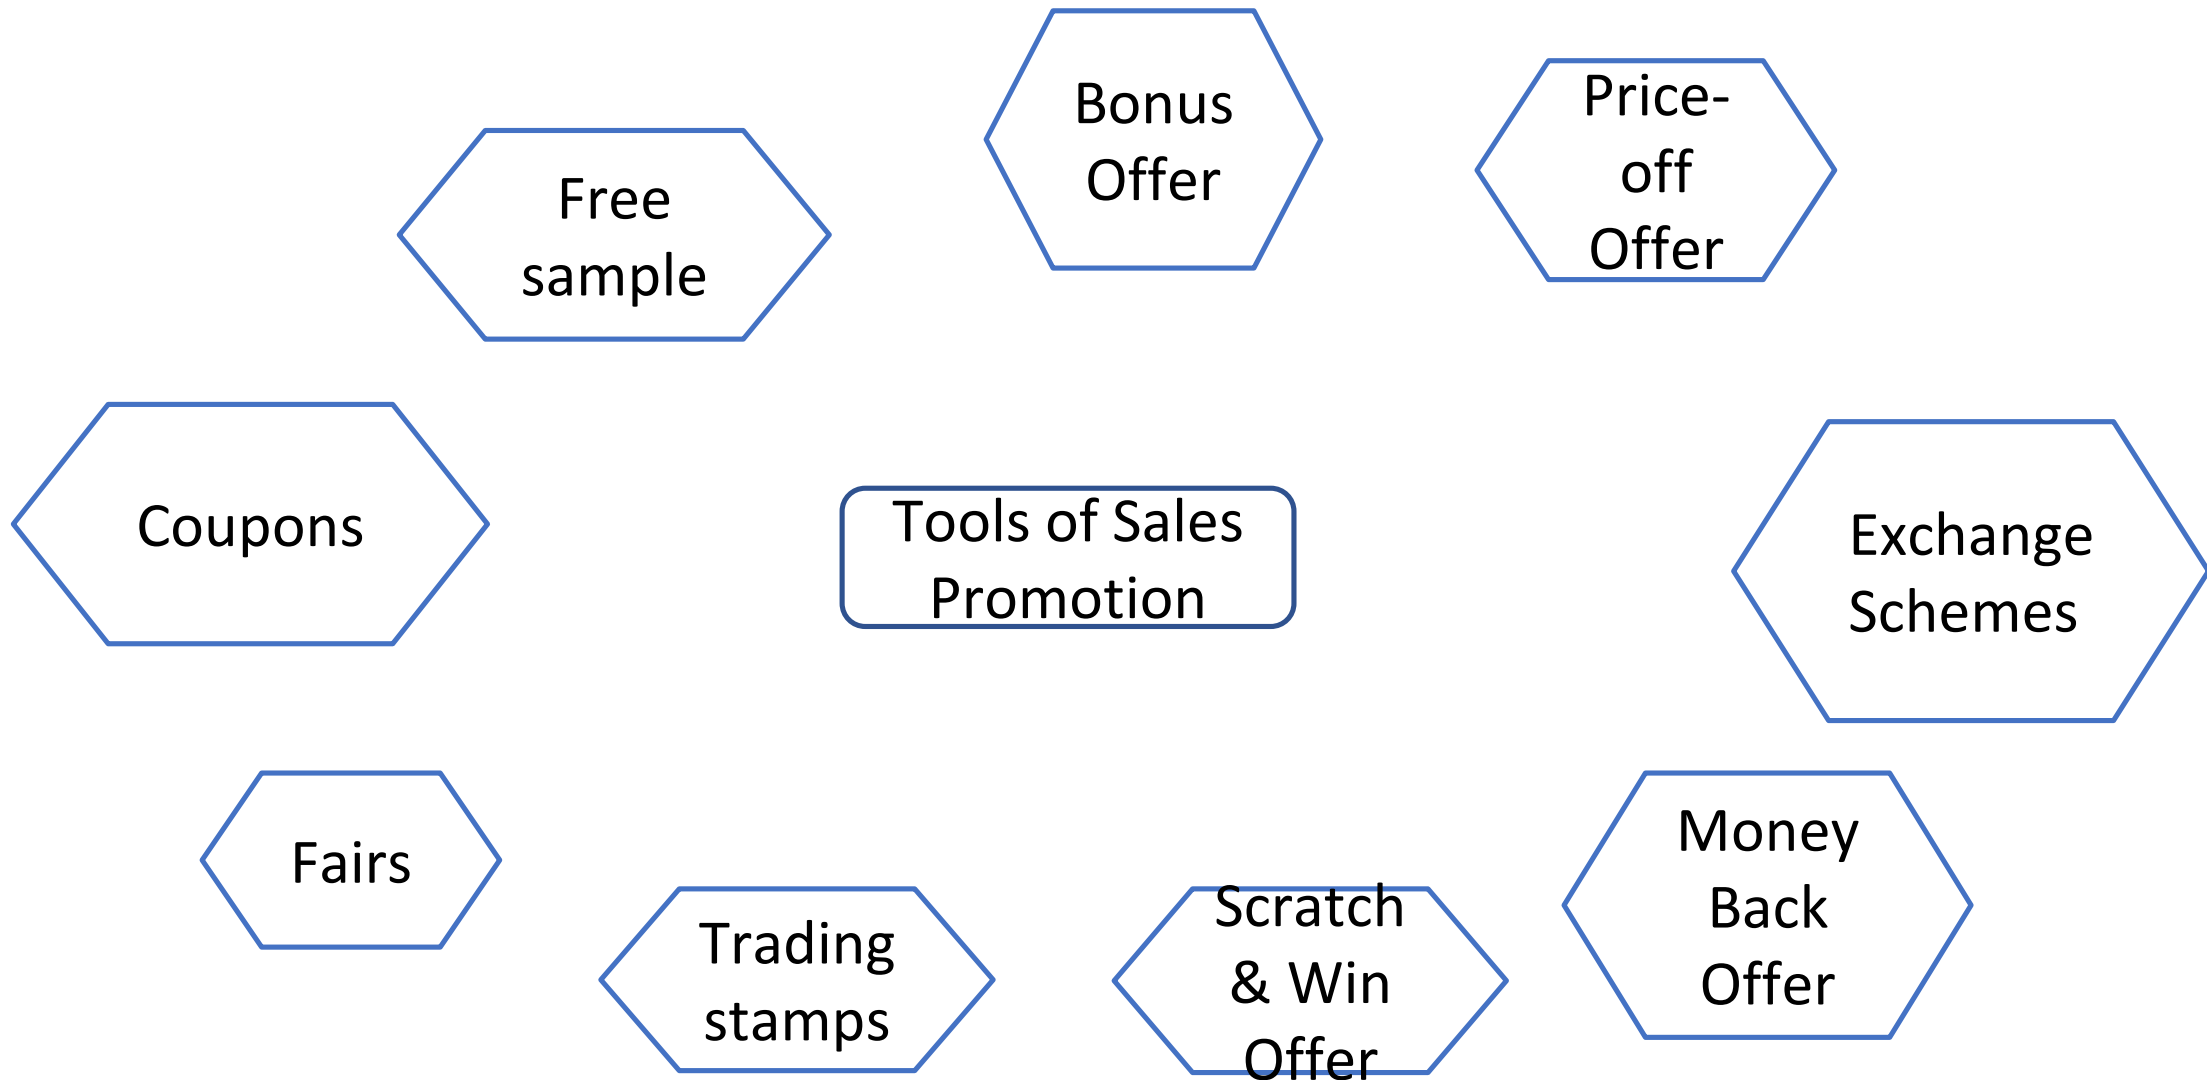 Bonus
Offer
Price-
off
Offer
Free
sample
Coupons
Tools of Sales
Promotion
Exchange
Schemes
Fairs
Trading
stamps
Scratch
& Win
Offer
Money
Back
Offer